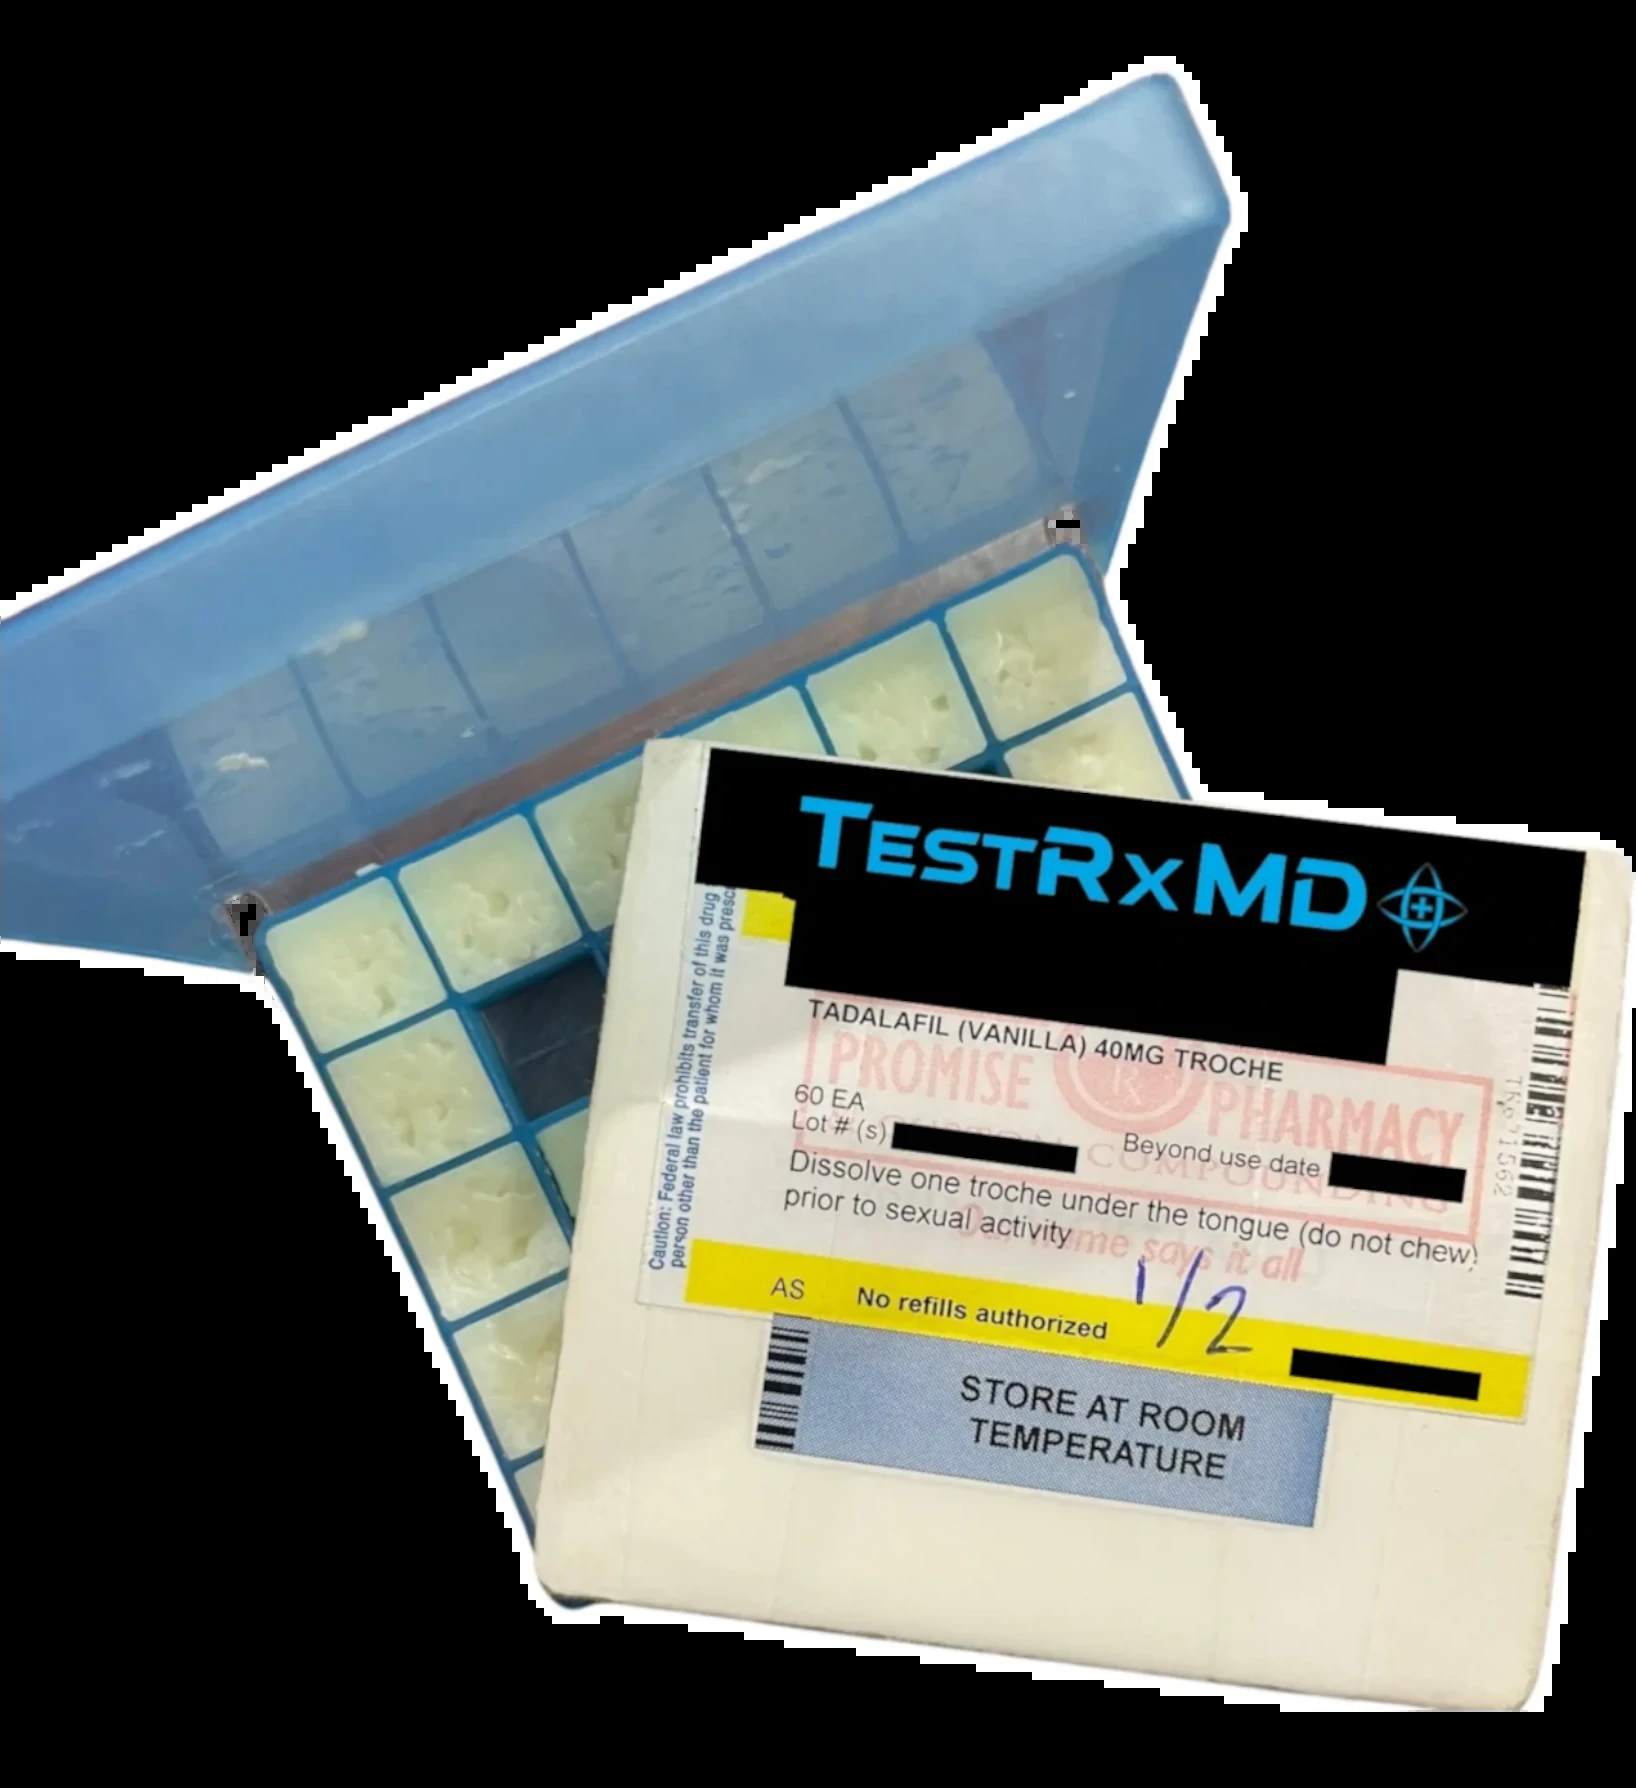 TESTRXMD
Caution: Federal law prohibits transfer of this drug
person other than the patient for whom it was presc
TADALAFIL (VANILLA) 40MG TROCHE
PROMISE PHARMACY
60 EA
Lot # (s)
Beyond use date
COMPOUNDING
Dissolve one troche under the tongue (do not chew)
prior to sexual activity
name says it all
1/2
AS No refills authorized
STORE AT ROOM
TEMPERATURE